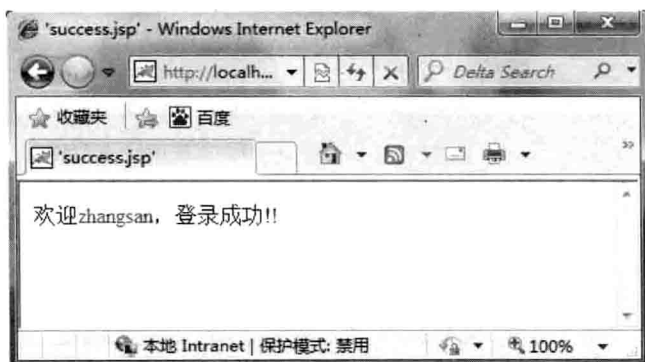 'success.jsp' - Windows Internet Explorer
http://localh...
Delta Search
收藏夹
百度
'success.jsp'
欢迎zhangsan，登录成功!!
本地 Intranet | 保护模式: 禁用
100%